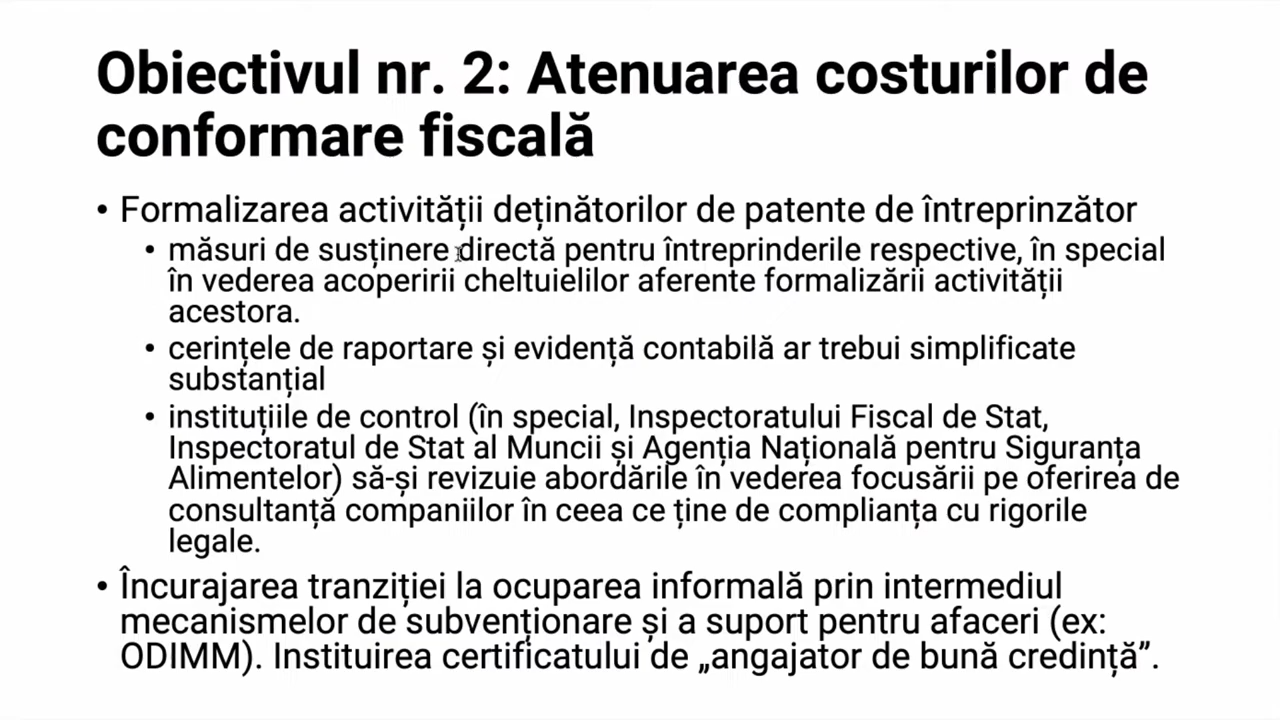 Obiectivul nr. 2: Atenuarea costurilor de
conformare fiscală
• Formalizarea activității deținătorilor de patente de întreprinzător
• măsuri de susținere directă pentru întreprinderile respective, în special
în vederea acoperirii cheltuielilor aferente formalizării activității
acestora.
• cerințele de raportare și evidență contabilă ar trebui simplificate
substanțial
• instituțiile de control (în special, Inspectoratului Fiscal de Stat,
Inspectoratul de Stat al Muncii și Agenția Națională pentru Siguranța
Alimentelor) să-și revizuie abordările în vederea focusării pe oferirea de
consultanță companiilor în ceea ce ține de complianța cu rigorile
legale.
• Încurajarea tranziției la ocuparea informală prin intermediul
mecanismelor de subvenționare și a suport pentru afaceri (ex:
ODIMM). Instituirea certificatului de „angajator de bună credință”.